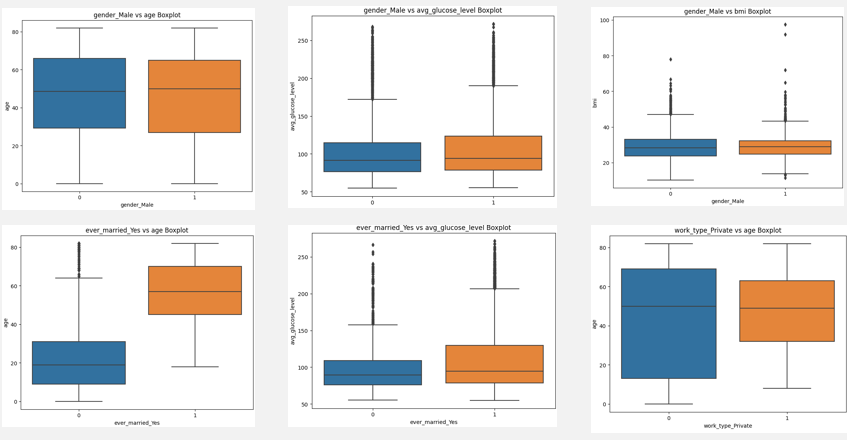 gender_Male vs age Boxplot
80
60
40
20
0
age
0 1
gender_Male
gender_Male vs avg_glucose_level Boxplot
250
200
150
100
50
avg_glucose_level
0 1
gender_Male
gender_Male vs bmi Boxplot
100
80
60
40
20
bmi
0 1
gender_Male
ever_married_Yes vs age Boxplot
80
60
40
20
0
age
0 1
ever_married_Yes
ever_married_Yes vs avg_glucose_level Boxplot
250
200
150
100
50
avg_glucose_level
0 1
ever_married_Yes
work_type_Private vs age Boxplot
80
60
40
20
0
age
0 1
work_type_Private